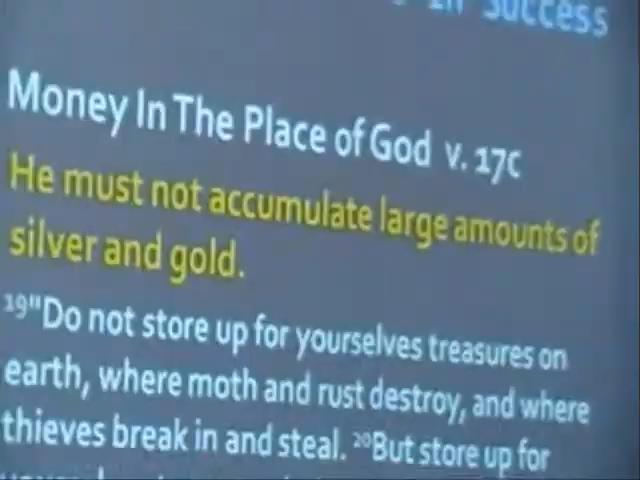 in Success
Money In The Place of God v. 17c
He must not accumulate large amounts of
silver and gold.
¹⁹"Do not store up for yourselves treasures on
earth, where moth and rust destroy, and where
thieves break in and steal. ²⁰But store up for